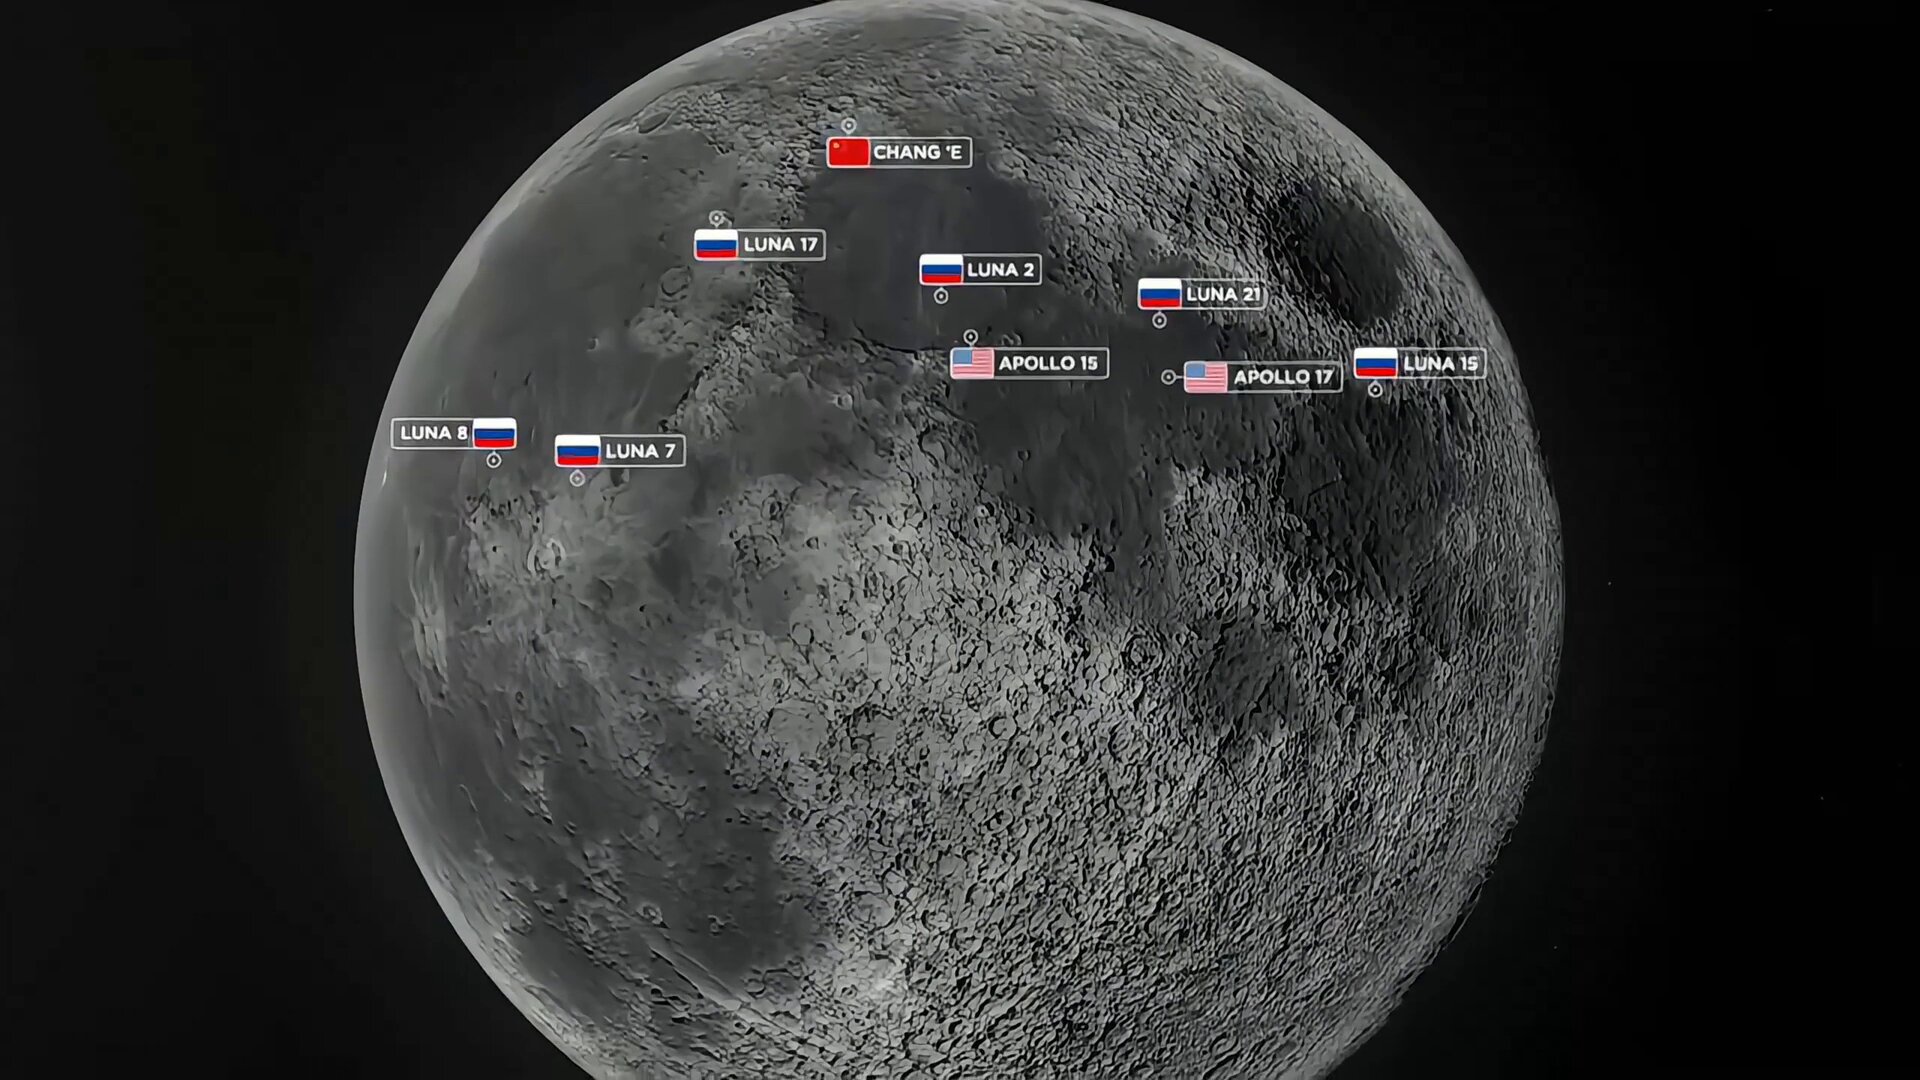 CHANG 'E
LUNA 17
LUNA 2
LUNA 21
APOLLO 15
APOLLO 17
LUNA 15
LUNA 8
LUNA 7